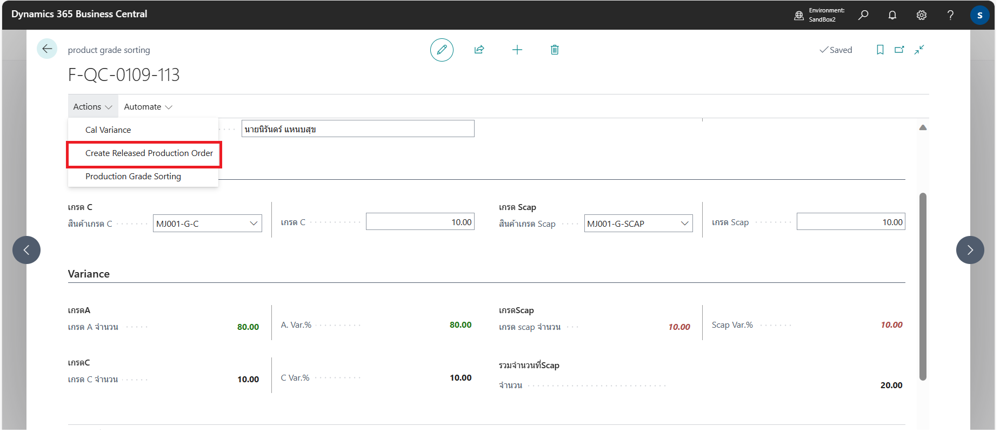 Dynamics 365 Business Central
Environment:
SandBox2
?
S
product grade sorting
Saved
F-QC-0109-113
Actions
Automate
Cal Variance
นายนิรันดร์ แหนบสุข
Create Released Production Order
Production Grade Sorting
เกรด C
สินค้าเกรด C
MJ001-G-C
เกรด C
10.00
เกรด Scap
สินค้าเกรด Scap
MJ001-G-SCAP
เกรด Scap
10.00
Variance
เกรดA
เกรด A จำนวน
80.00
A. Var.%
80.00
เกรดScap
เกรด scap จำนวน
10.00
Scap Var.%
10.00
เกรดC
เกรด C จำนวน
10.00
C Var.%
10.00
รวมจำนวนที่Scap
จำนวน
20.00